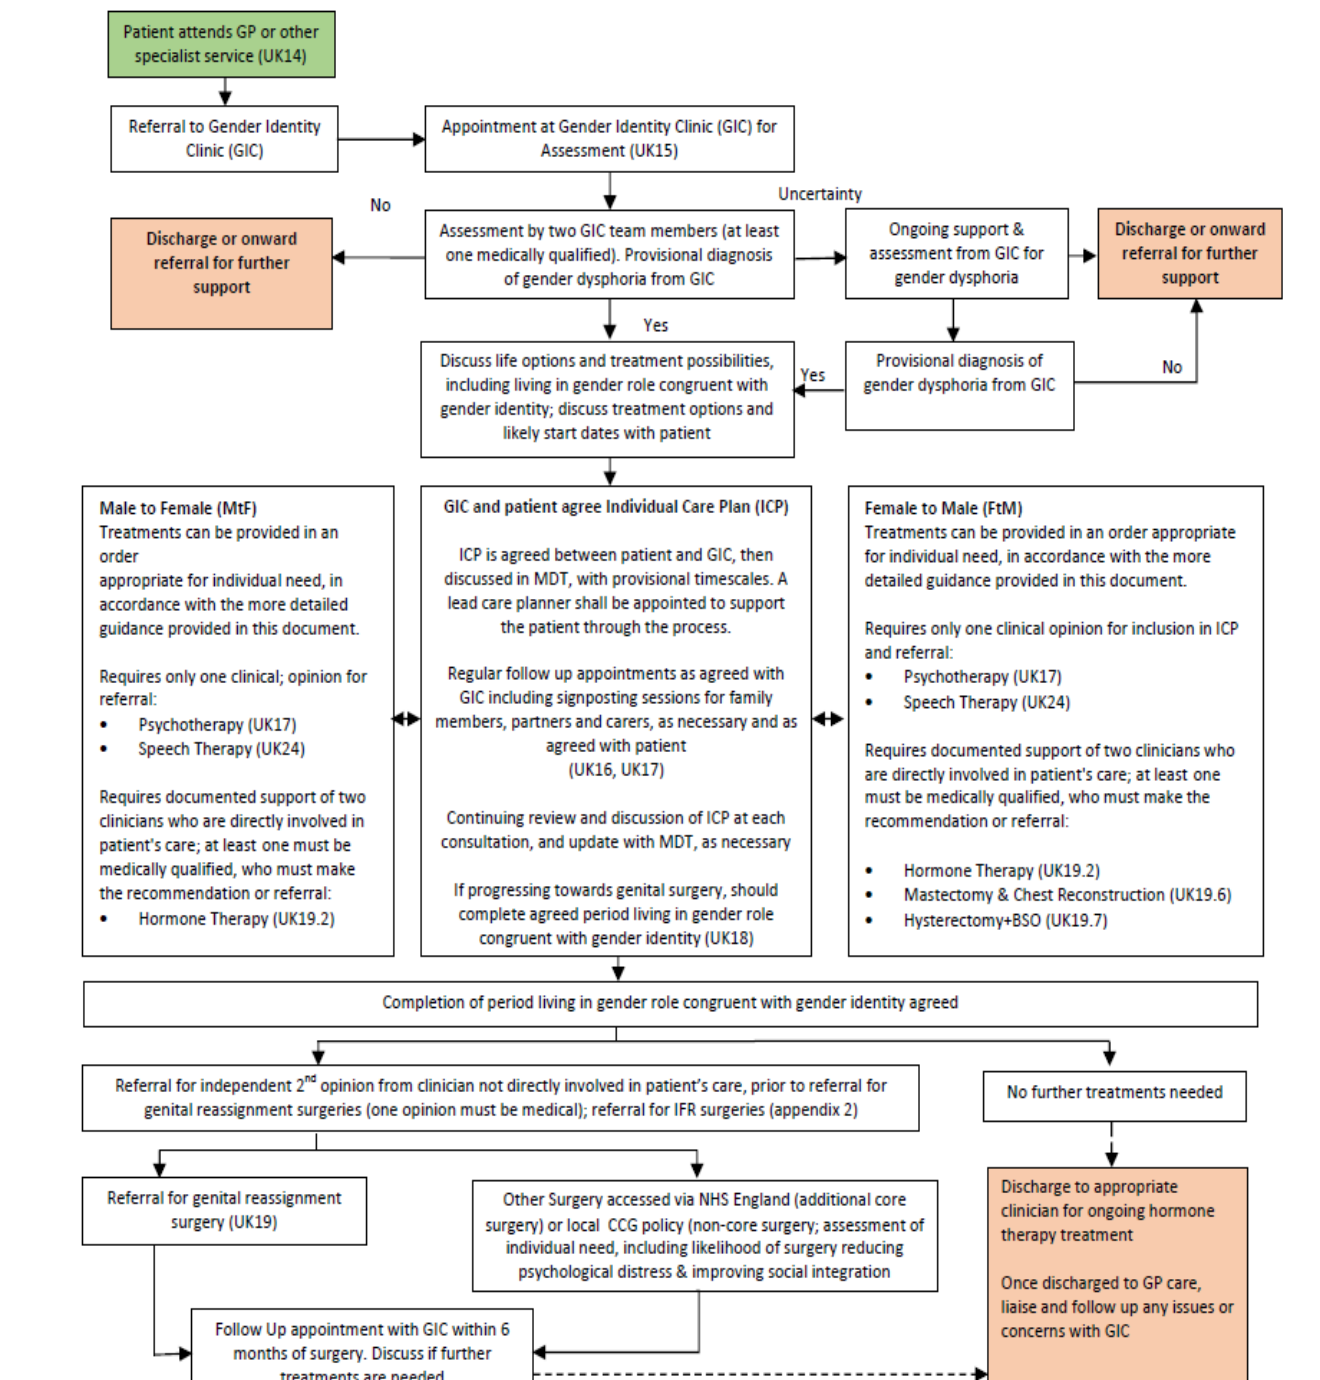 Patient attends GP or other
specialist service (UK14)
Referral to Gender Identity
Clinic (GIC)
Appointment at Gender Identity Clinic (GIC) for
Assessment (UK15)
No
Uncertainty
Discharge or onward
referral for further
support
Assessment by two GIC team members (at least
one medically qualified). Provisional diagnosis
of gender dysphoria from GIC
Ongoing support &
assessment from GIC for
gender dysphoria
Discharge or onward
referral for further
support
Yes
Discuss life options and treatment possibilities,
including living in gender role congruent with
gender identity; discuss treatment options and
likely start dates with patient
Yes
Provisional diagnosis of
gender dysphoria from GIC
No
Male to Female (MtF)
Treatments can be provided in an
order
appropriate for individual need, in
accordance with the more detailed
guidance provided in this document.
Requires only one clinical; opinion for
referral:
• Psychotherapy (UK17)
• Speech Therapy (UK24)
Requires documented support of two
clinicians who are directly involved in
patient's care; at least one must be
medically qualified, who must make
the recommendation or referral:
• Hormone Therapy (UK19.2)
GIC and patient agree Individual Care Plan (ICP)
ICP is agreed between patient and GIC, then
discussed in MDT, with provisional timescales. A
lead care planner shall be appointed to support
the patient through the process.
Regular follow up appointments as agreed with
GIC including signposting sessions for family
members, partners and carers, as necessary and as
agreed with patient
(UK16, UK17)
Continuing review and discussion of ICP at each
consultation, and update with MDT, as necessary
If progressing towards genital surgery, should
complete agreed period living in gender role
congruent with gender identity (UK18)
Female to Male (FtM)
Treatments can be provided in an order appropriate
for individual need, in accordance with the more
detailed guidance provided in this document.
Requires only one clinical opinion for inclusion in ICP
and referral:
• Psychotherapy (UK17)
• Speech Therapy (UK24)
Requires documented support of two clinicians who
are directly involved in patient's care; at least one
must be medically qualified, who must make the
recommendation or referral:
• Hormone Therapy (UK19.2)
• Mastectomy & Chest Reconstruction (UK19.6)
• Hysterectomy+BSO (UK19.7)
Completion of period living in gender role congruent with gender identity agreed
Referral for independent 2nd opinion from clinician not directly involved in patient's care, prior to referral for
genital reassignment surgeries (one opinion must be medical); referral for IFR surgeries (appendix 2)
No further treatments needed
Referral for genital reassignment
surgery (UK19)
Other Surgery accessed via NHS England (additional core
surgery) or local CCG policy (non-core surgery; assessment of
individual need, including likelihood of surgery reducing
psychological distress & improving social integration
Discharge to appropriate
clinician for ongoing hormone
therapy treatment
Once discharged to GP care,
liaise and follow up any issues or
concerns with GIC
Follow Up appointment with GIC within 6
months of surgery. Discuss if further
treatments are needed